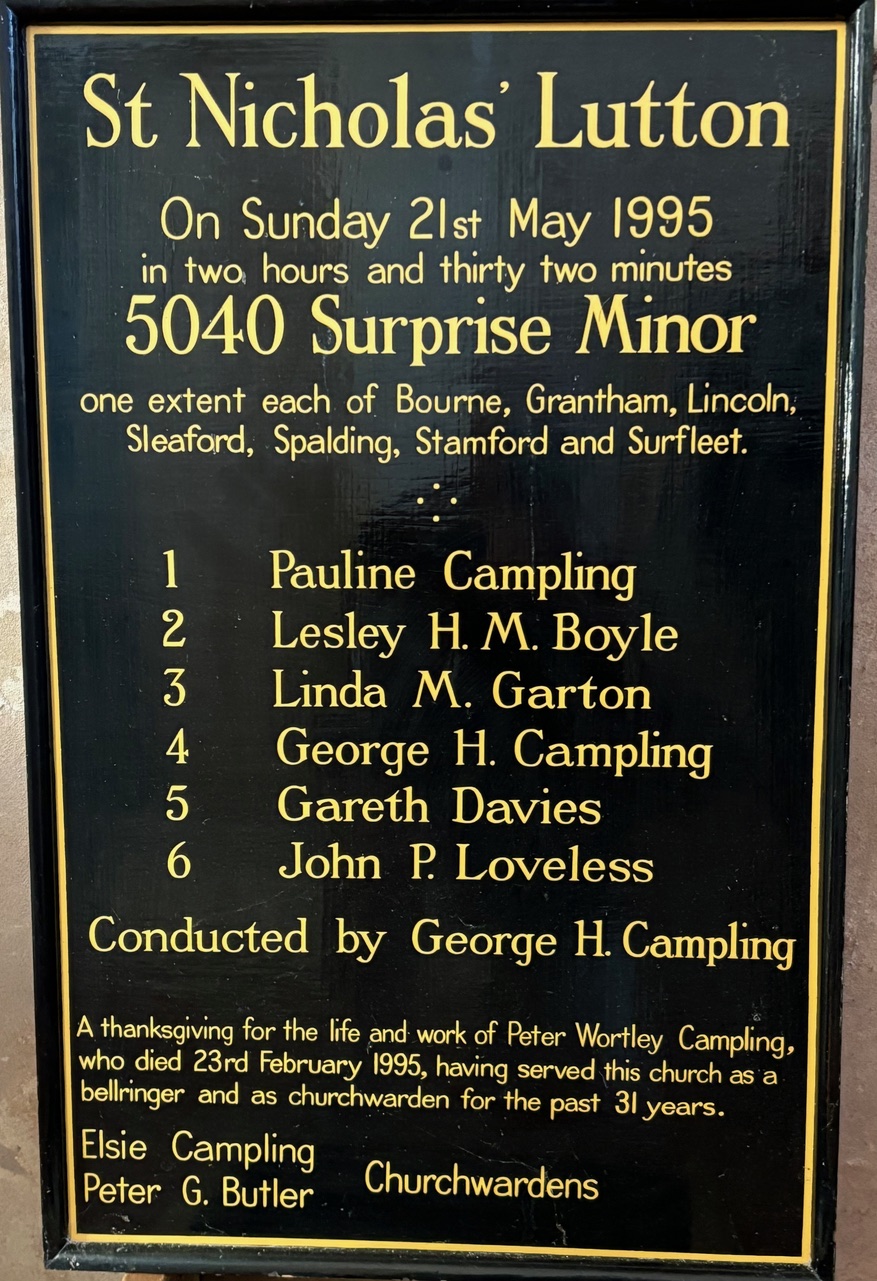 St Nicholas' Lutton
On Sunday 21st May 1995
in two hours and thirty two minutes
5040 Surprise Minor
one extent each of Bourne, Grantham, Lincoln,
Sleaford, Spalding, Stamford and Surfleet.
1 Pauline Campling
2 Lesley H. M. Boyle
3 Linda M. Garton
4 George H. Campling
5 Gareth Davies
6 John P. Loveless
Conducted by George H. Campling
A thanksgiving for the life and work of Peter Wortley Campling,
who died 23rd February 1995, having served this church as a
bellringer and as churchwarden for the past 31 years.
Elsie Campling
Peter G. Butler
Churchwardens